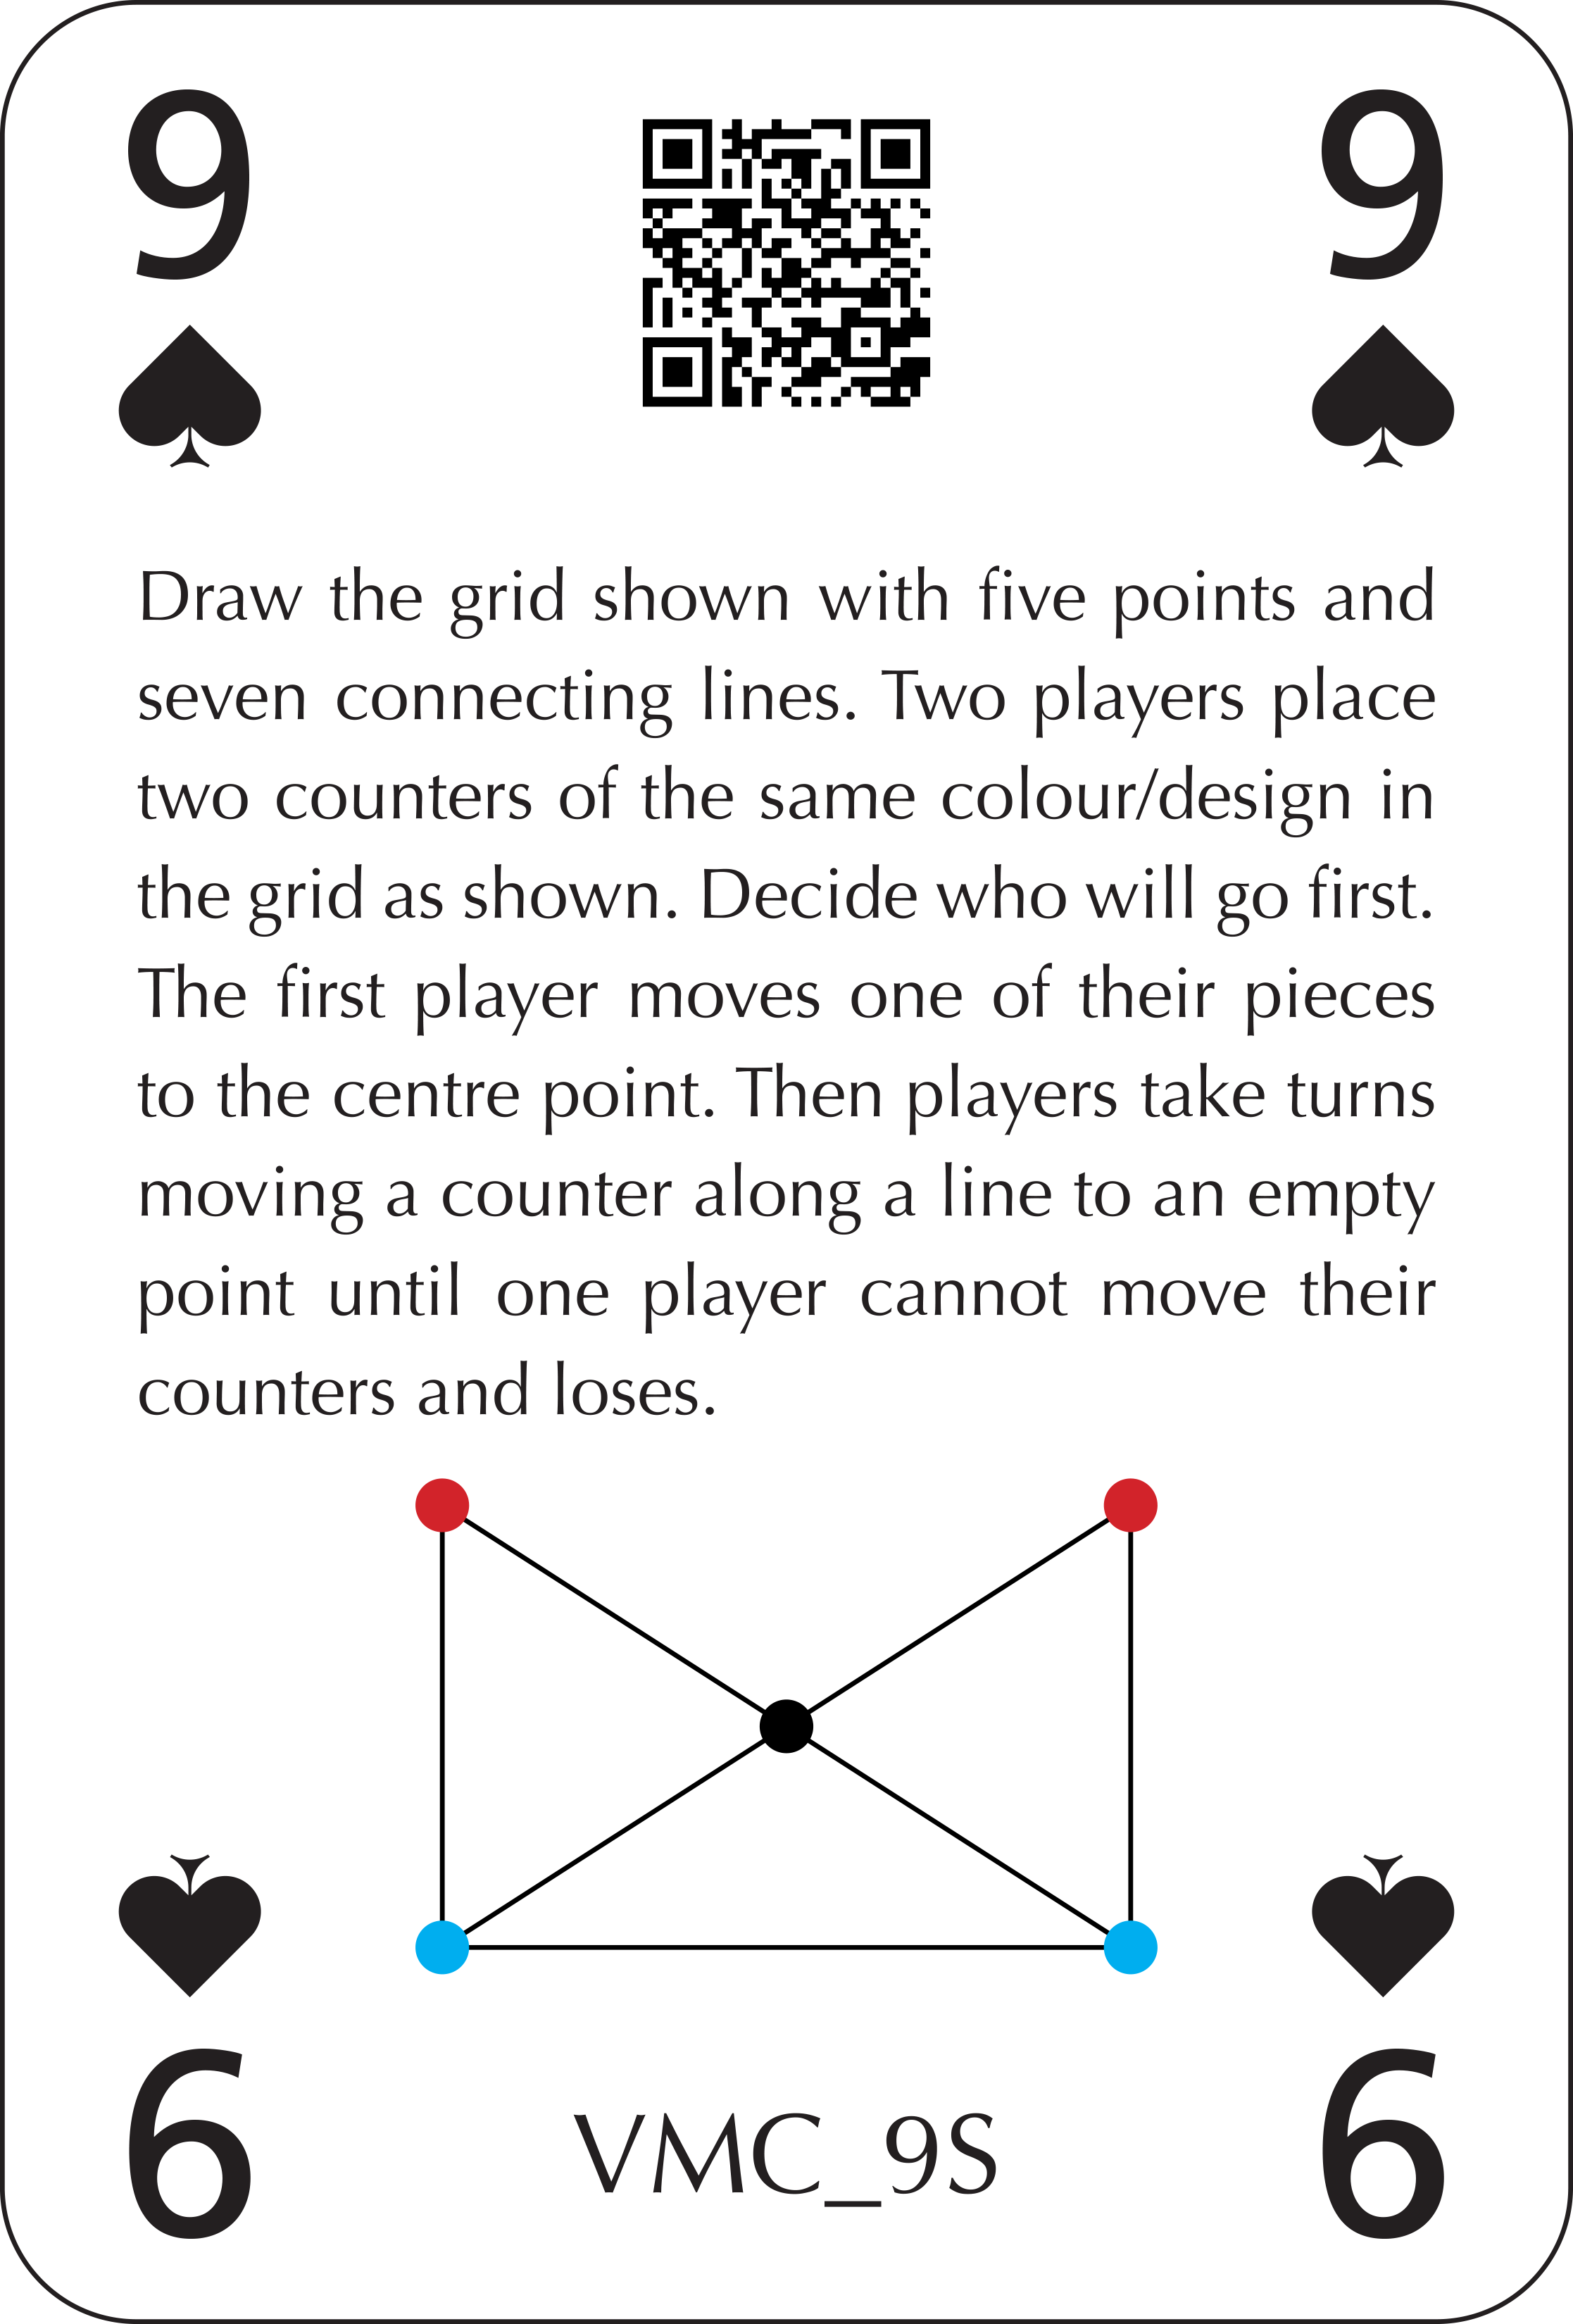 9 9
Draw the grid shown with five points and
seven connecting lines. Two players place
two counters of the same colour/design in
the grid as shown. Decide who will go first.
The first player moves one of their pieces
to the centre point. Then players take turns
moving a counter along a line to an empty
point until one player cannot move their
counters and loses.
9 9
VMC_9S